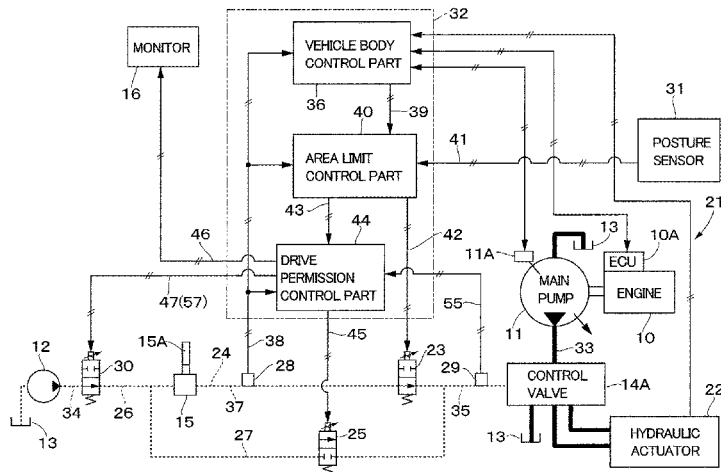 32
MONITOR
16
VEHICLE BODY
CONTROL PART
36
39
40
31
POSTURE
SENSOR
41
AREA LIMIT
CONTROL PART
43
44
42
21
46
DRIVE
PERMISSION
CONTROL PART
13
11A
10A
ECU
MAIN
PUMP
ENGINE
47(57)
55
11
10
12
15A
45
38
24
23
33
30
28
29
CONTROL
VALVE
14A
34
26
15
37
35
13
22
27
25
13
HYDRAULIC
ACTUATOR